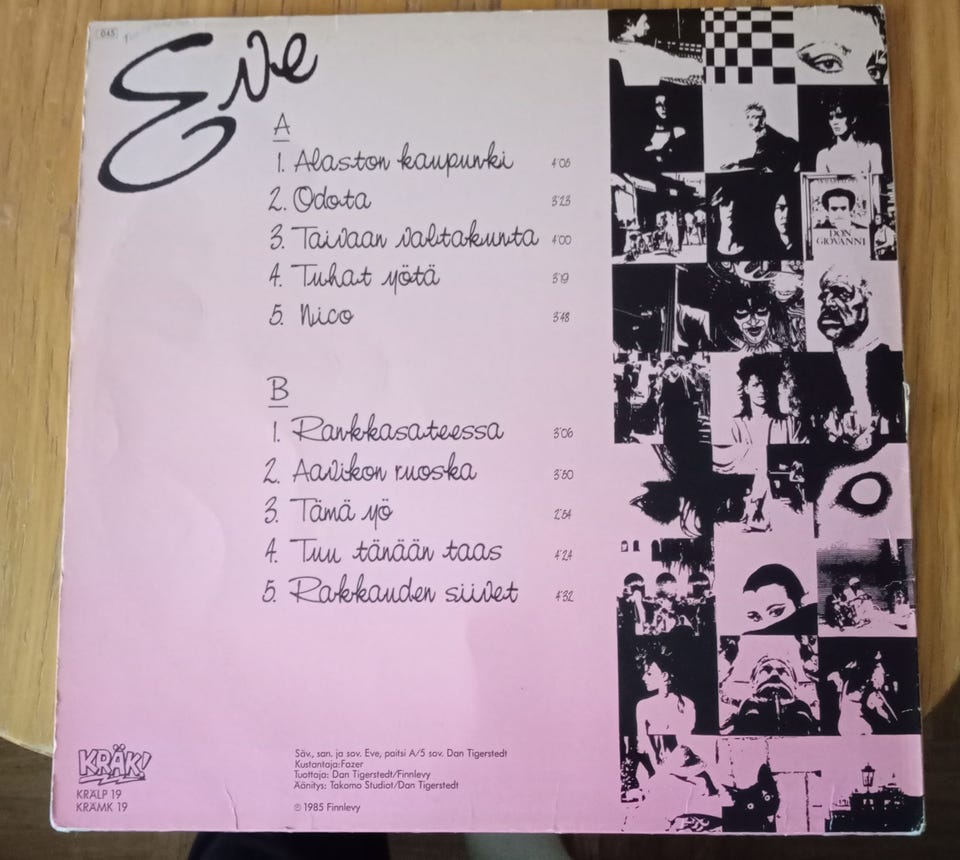 045
Eve
A
1. Alaston kaupunki 4'05
2. Odota 3'23
3. Taivaan valtakunta 4'00
4. Tuhat yötä 3'19
5. Nico 3'48
B
1. Rankkasateessa 3'06
2. Aavikon ruoska 3'50
3. Tämä yö 2'54
4. Tuu tänään taas 4'24
5. Rakkauden siivet 4'32
DON
GIOVANNI
KRÄK!
KRÄLP 19
KRÄMK 19
Säv., san. ja sov. Eve, paitsi A/5 sov. Dan Tigerstedt
Kustantaja:Fazer
Tuottaja: Dan Tigerstedt/Finnlevy
Äänitys: Takomo Studiot/Dan Tigerstedt
℗ 1985 Finnlevy